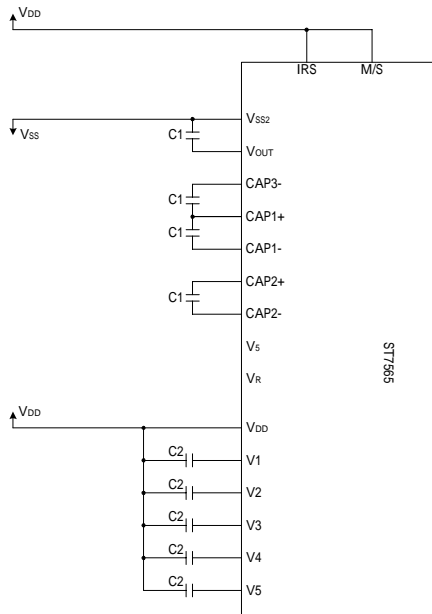 VDD
IRS M/S
VSS
C1
VSS2
VOUT
C1
CAP3-
CAP1+
C1
CAP1-
C1
CAP2+
CAP2-
V5
VR
ST7565
VDD
VDD
C2
V1
C2
V2
C2
V3
C2
V4
C2
V5